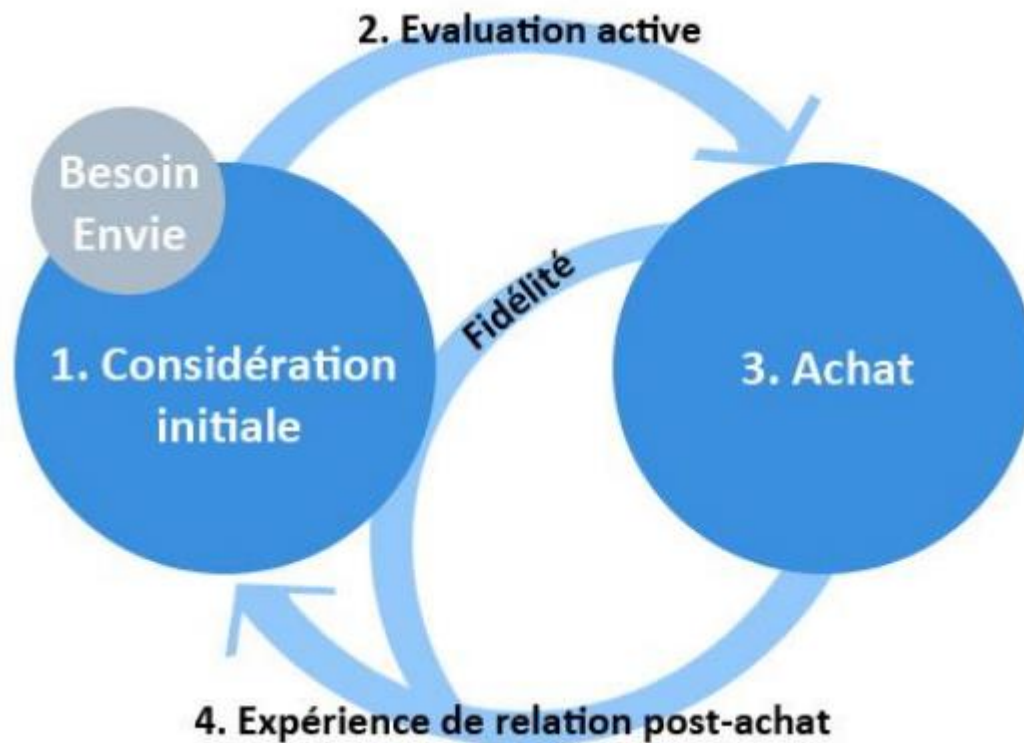 2. Evaluation active
Besoin
Envie
Fidélité
1. Considération
initiale
3. Achat
4. Expérience de relation post-achat